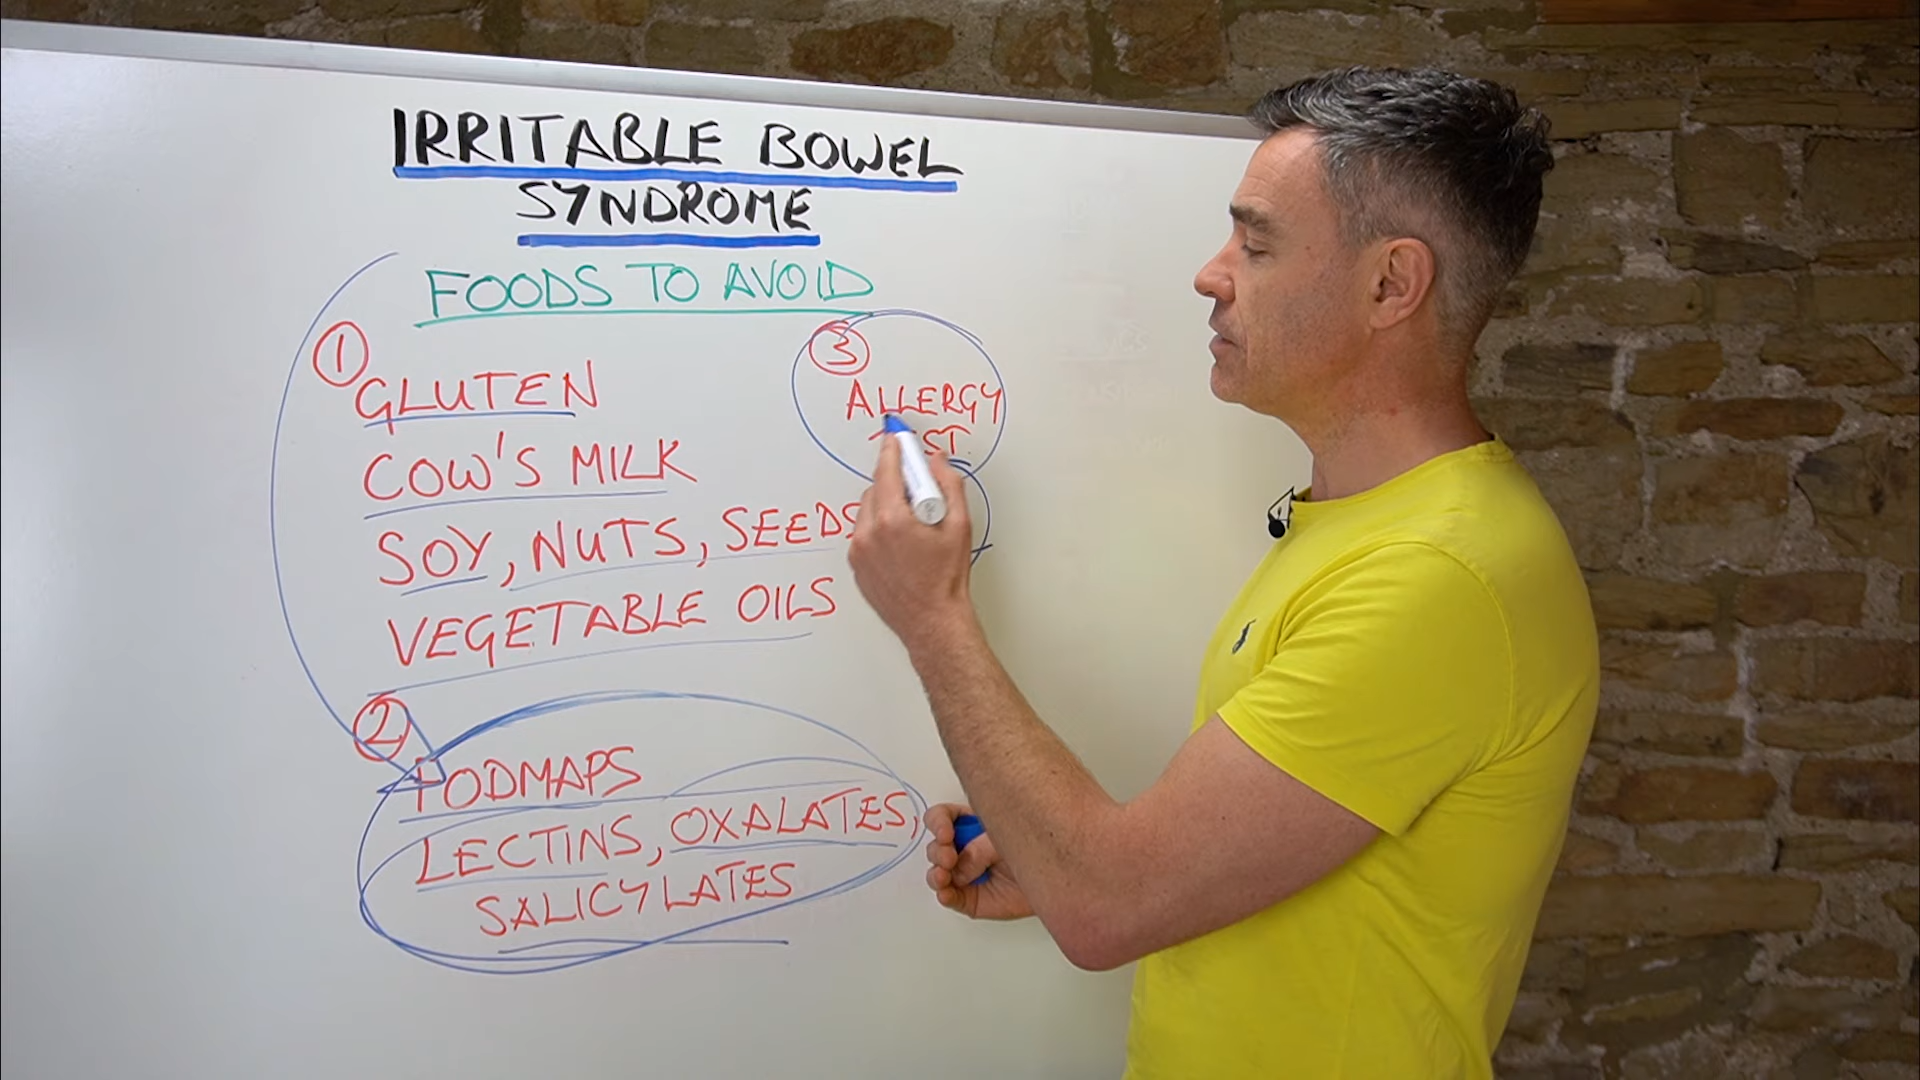 IRRITABLE BOWEL
SYNDROME
FOODS TO AVOID
1
GLUTEN
COW'S MILK
SOY, NUTS, SEEDS
VEGETABLE OILS
2
FODMAPS
LECTINS, OXALATES,
SALICYLATES
3
ALLERGY